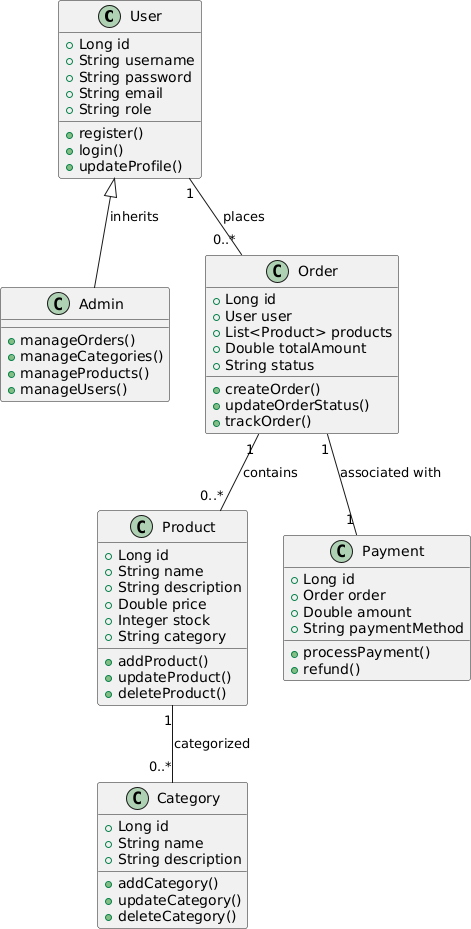 C User
Long id
String username
String password
String email
String role
register()
login()
updateProfile()
inherits
1
places
0..*
C Admin
manageOrders()
manageCategories()
manageProducts()
manageUsers()
C Order
Long id
User user
List<Product> products
Double totalAmount
String status
createOrder()
updateOrderStatus()
trackOrder()
1
contains
0..*
1
associated with
1
C Product
Long id
String name
String description
Double price
Integer stock
String category
addProduct()
updateProduct()
deleteProduct()
C Payment
Long id
Order order
Double amount
String paymentMethod
processPayment()
refund()
1
categorized
0..*
C Category
Long id
String name
String description
addCategory()
updateCategory()
deleteCategory()